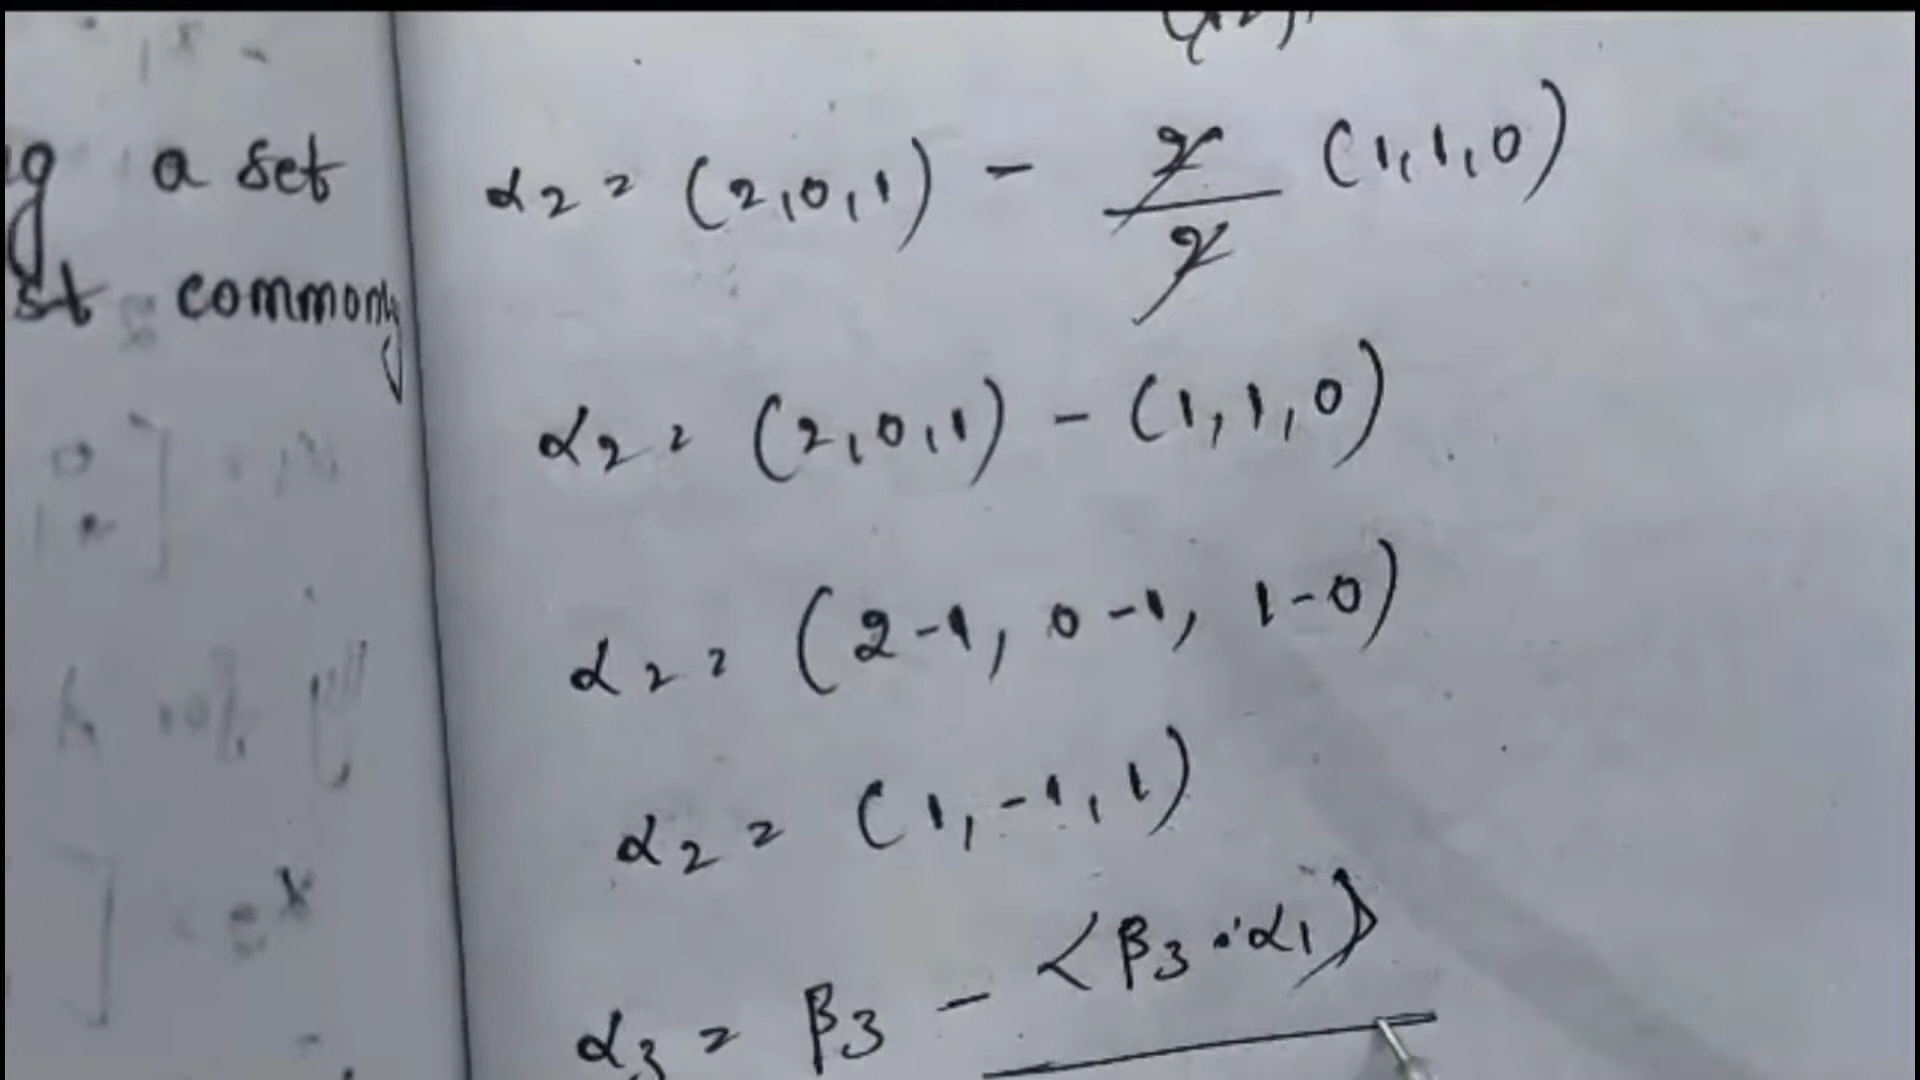 a set
st commonly
α2 = (2,0,1) - 2/2 (1,1,0)
α2 = (2,0,1) - (1,1,0)
α2 = (2-1, 0-1, 1-0)
α2 = (1,-1,1)
α3 = β3 - <β3·α1>